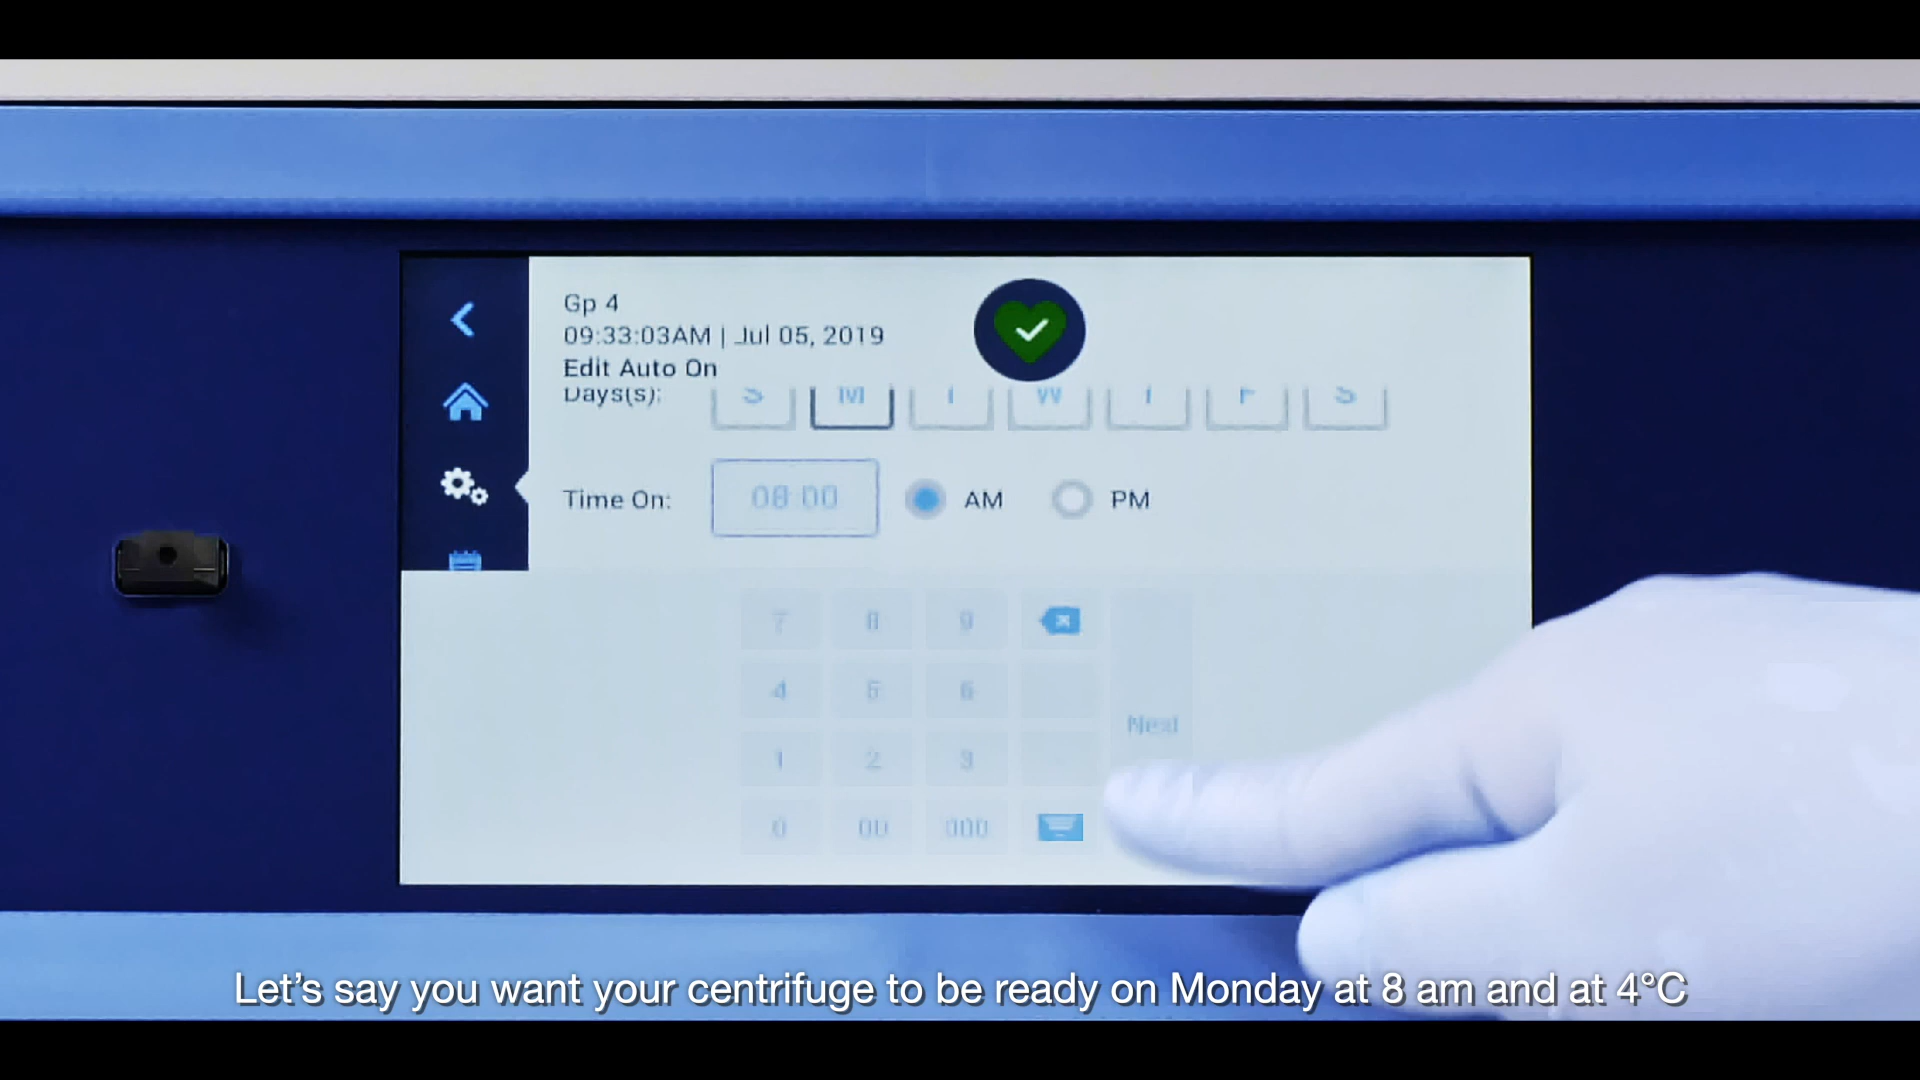 Gp 4
09:33:03AM | Jul 05, 2019
Edit Auto On
Days(s): S M T W T F S
Time On: 08:00 AM PM
7 8 9
4 5 6
Next
1 2 3
0 00 000
Let's say you want your centrifuge to be ready on Monday at 8 am and at 4°C